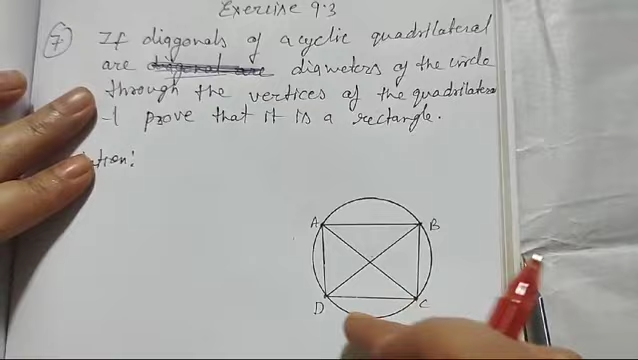 Exercise 9.3
7 If diagonals of a cyclic quadrilateral
are diameters of the circle
through the vertices of the quadrilateral
prove that it is a rectangle.
A B
D C